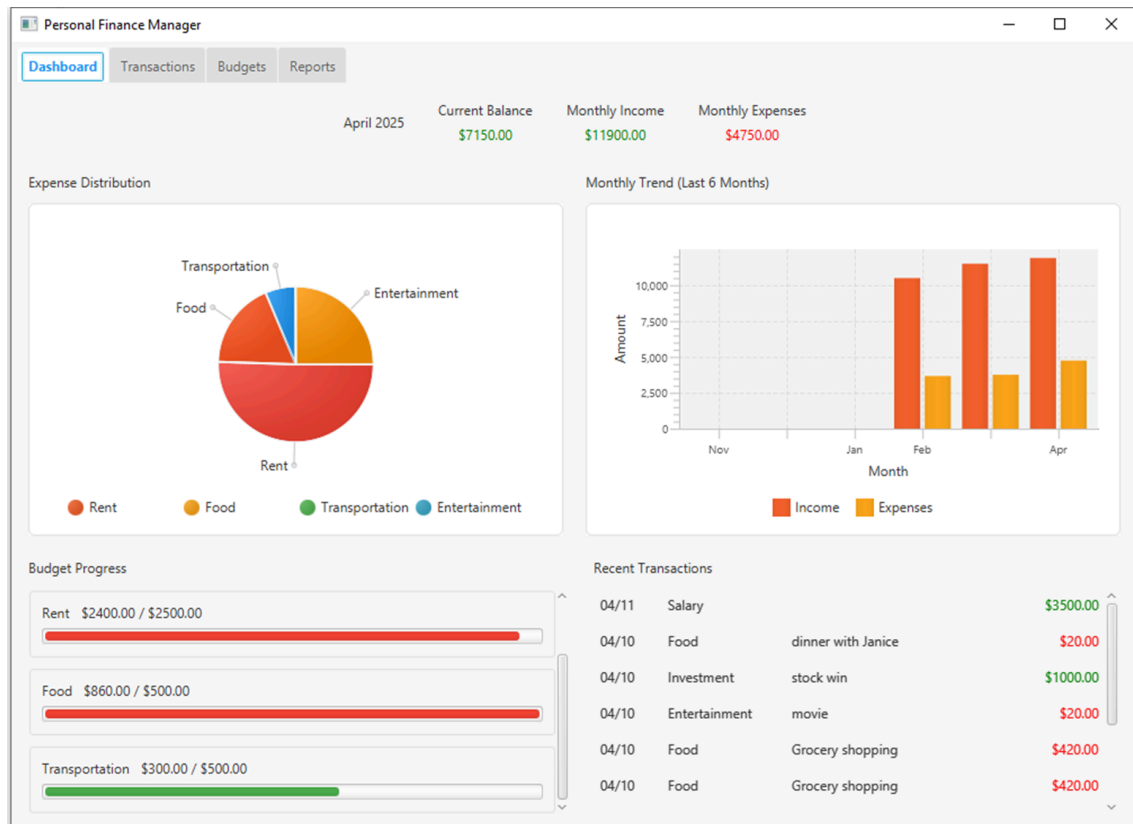 Personal Finance Manager
Dashboard Transactions Budgets Reports
April 2025
Current Balance
$7150.00
Monthly Income
$11900.00
Monthly Expenses
$4750.00
Expense Distribution
Transportation
Entertainment
Food
Rent
Rent Food Transportation Entertainment
Monthly Trend (Last 6 Months)
Amount
10,000
7,500
5,000
2,500
0
Nov Jan Feb Apr
Month
Income Expenses
Budget Progress
Rent $2400.00 / $2500.00
Food $860.00 / $500.00
Transportation $300.00 / $500.00
Recent Transactions
04/11 Salary $3500.00
04/10 Food dinner with Janice $20.00
04/10 Investment stock win $1000.00
04/10 Entertainment movie $20.00
04/10 Food Grocery shopping $420.00
04/10 Food Grocery shopping $420.00